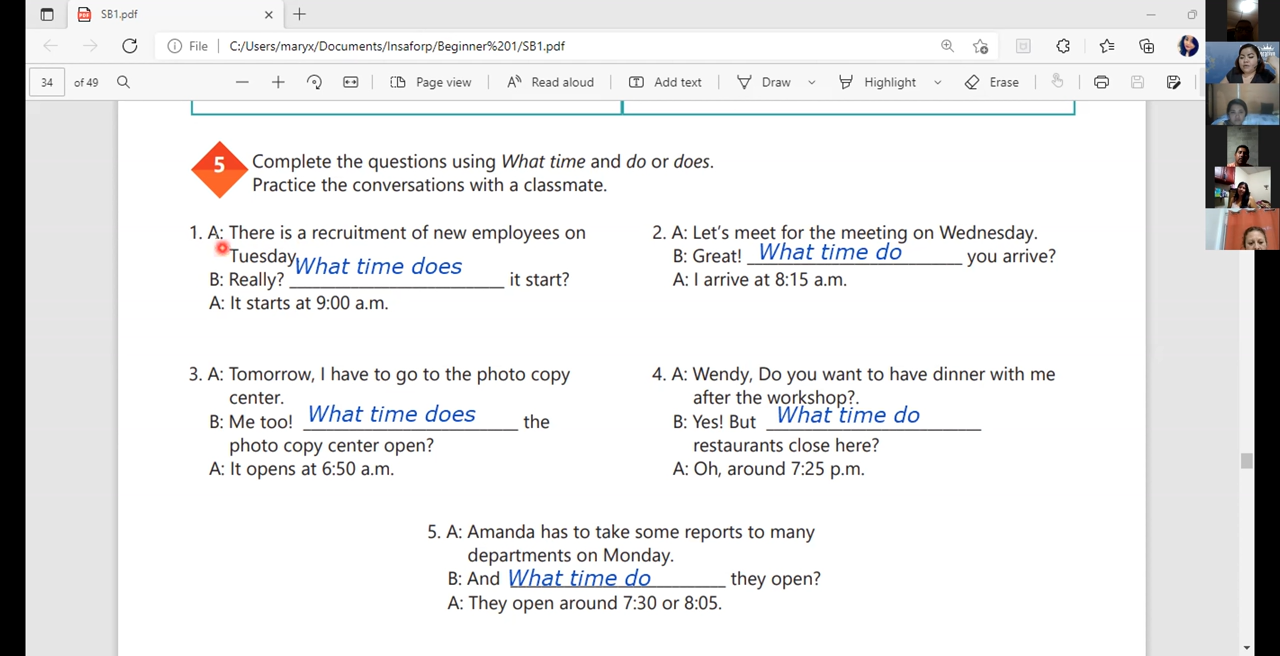 SB1.pdf
File C:/Users/maryx/Documents/Insaforp/Beginner%201/SB1.pdf
34 of 49 Page view Read aloud Add text Draw Highlight Erase
5 Complete the questions using What time and do or does.
Practice the conversations with a classmate.
1. A: There is a recruitment of new employees on
Tuesday.
B: Really? What time does it start?
A: It starts at 9:00 a.m.
2. A: Let's meet for the meeting on Wednesday.
B: Great! What time do you arrive?
A: I arrive at 8:15 a.m.
3. A: Tomorrow, I have to go to the photo copy
center.
B: Me too! What time does the
photo copy center open?
A: It opens at 6:50 a.m.
4. A: Wendy, Do you want to have dinner with me
after the workshop?.
B: Yes! But What time do
restaurants close here?
A: Oh, around 7:25 p.m.
5. A: Amanda has to take some reports to many
departments on Monday.
B: And What time do they open?
A: They open around 7:30 or 8:05.